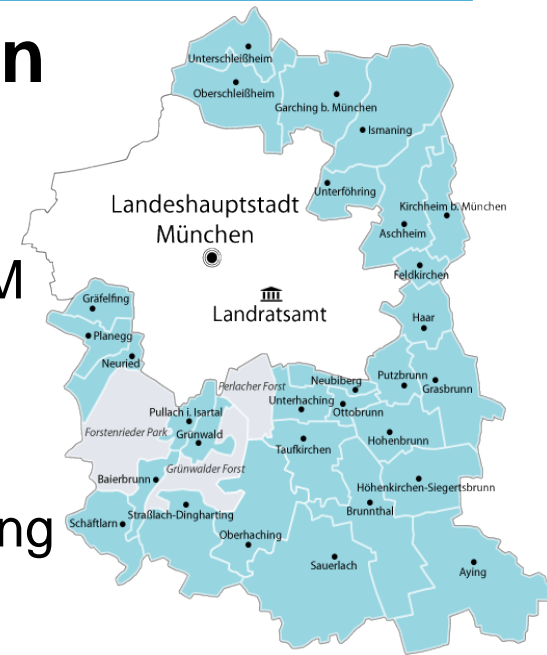 n
Unterschleißheim
Oberschleißheim
Garching b. München
Ismaning
Unterföhring
Kirchheim b. München
Landeshauptstadt
München
Aschheim
M
Feldkirchen
Gräfelfing
Landratsamt
Haar
Planegg
Neuried
Perlacher Forst
Neubiberg
Putzbrunn
Grasbrunn
Unterhaching
Ottobrunn
Pullach i. Isartal
Grünwald
Forstenrieder Park
Hohenbrunn
Taufkirchen
Grünwalder Forst
Baierbrunn
Höhenkirchen-Siegertsbrunn
Brunnthal
Straßlach-Dingharting
Schäftlarn
ng
Oberhaching
Sauerlach
Aying